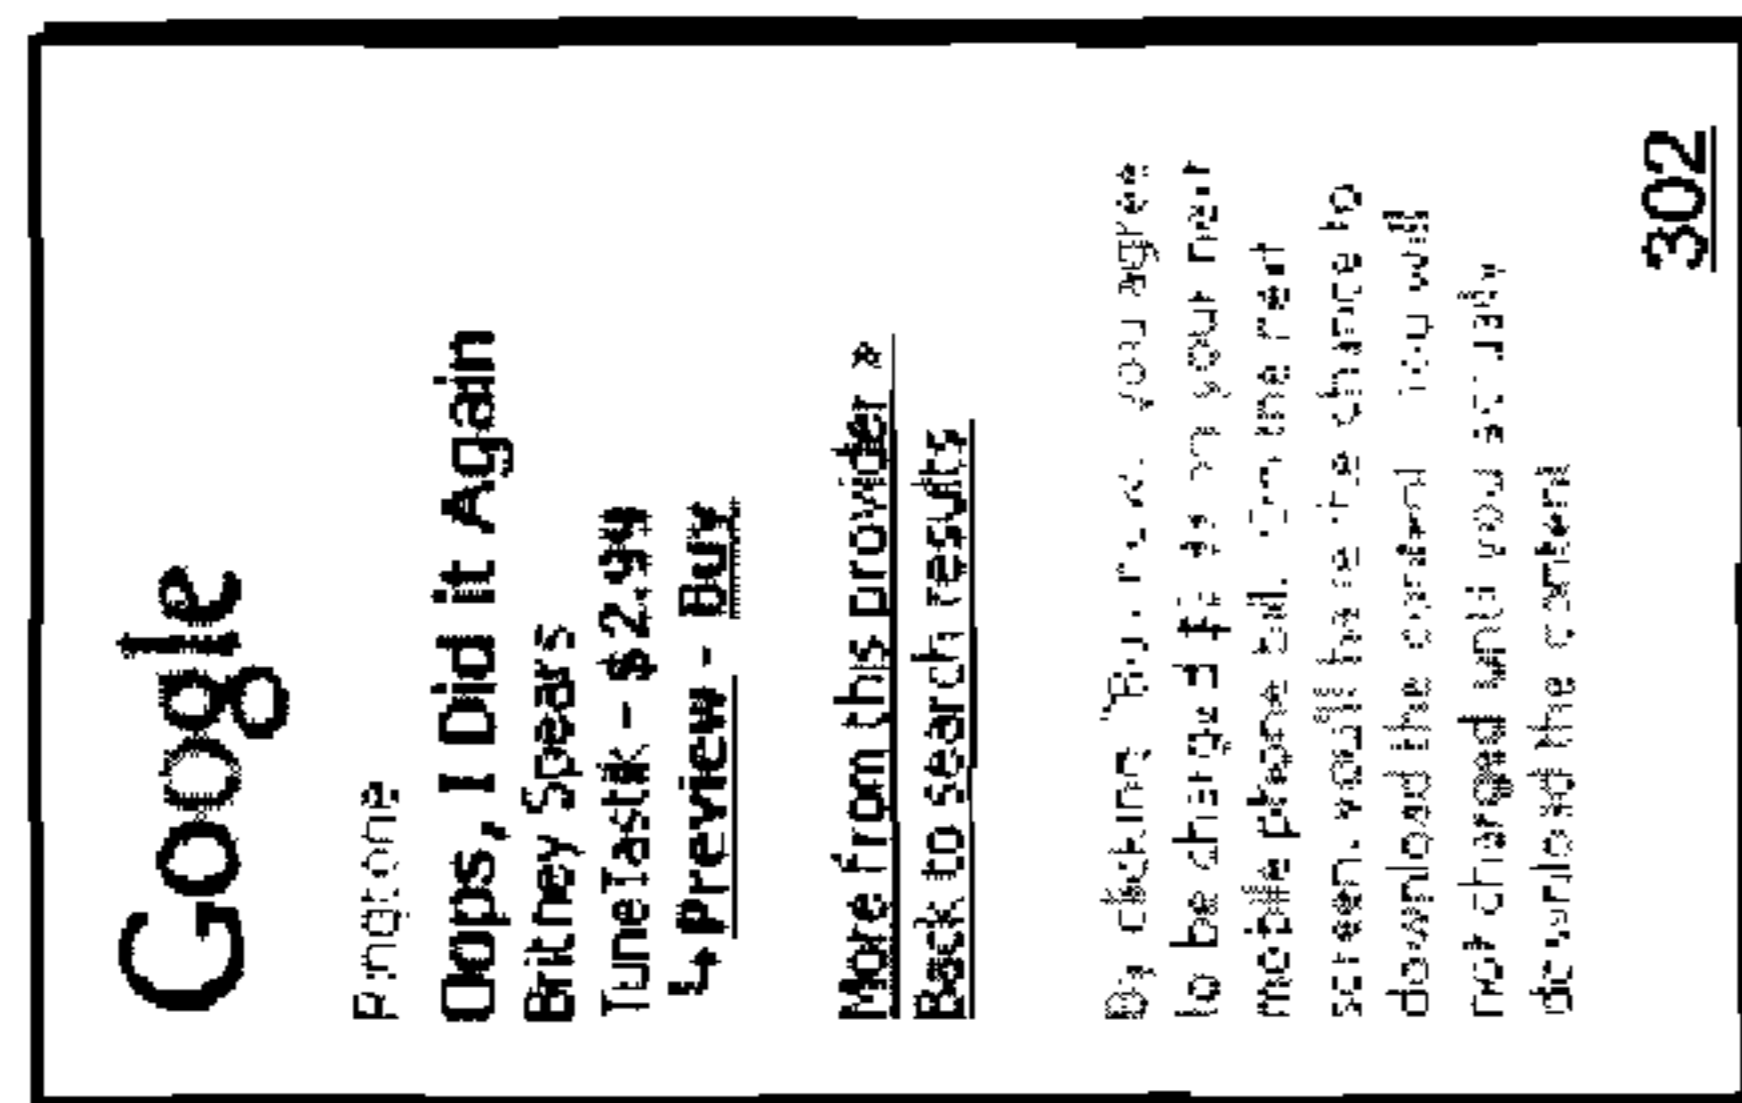 Google
Ringtone
Oops, I Did it Again
Britney Spears
TuneTastik - $2.99
↳ Preview - Buy
More from this provider »
Back to search results
By clicking "Buy now" you agree
to be charged on your next
mobile phone bill. On the next
screen, you'll have the chance to
download the content You will
not charged until you actually
download the content
302